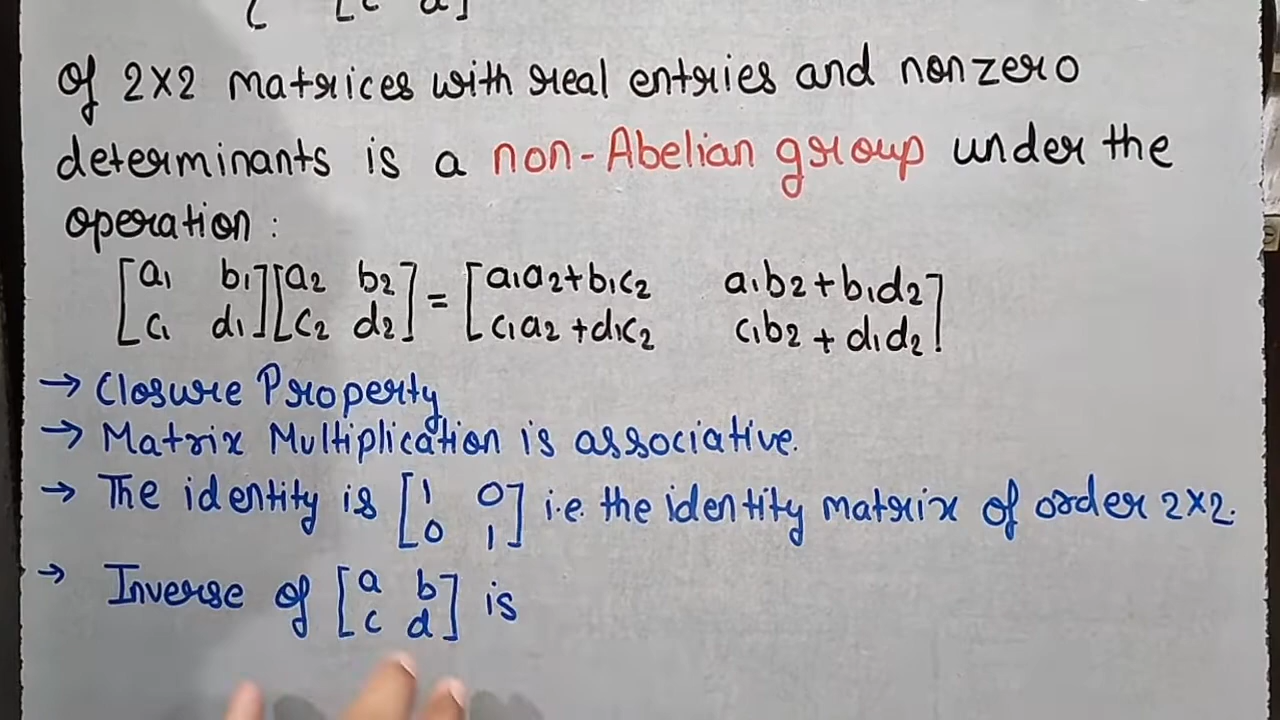 [c d]
of 2×2 matrices with real entries and nonzero
determinants is a non-Abelian group under the
operation :
[a₁ b₁] [a₂ b₂] = [a₁a₂+b₁c₂ a₁b₂+b₁d₂]
[c₁ d₁] [c₂ d₂] [c₁a₂+d₁c₂ c₁b₂+d₁d₂]
→ Closure Property
→ Matrix Multiplication is associative.
→ The identity is [1 0] i.e. the identity matrix of order 2×2.
[0 1]
→ Inverse of [a b] is
[c d]